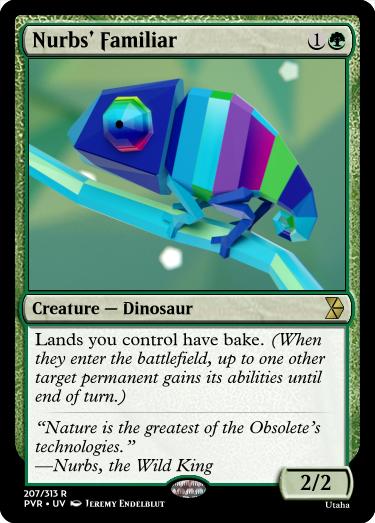 Nurbs' Familiar 1
Creature — Dinosaur
Lands you control have bake. (When
they enter the battlefield, up to one other
target permanent gains its abilities until
end of turn.)
“Nature is the greatest of the Obsolete's
technologies.”
—Nurbs, the Wild King
2/2
207/313 R
PVR • UV Jeremy Endelblut
Utaha